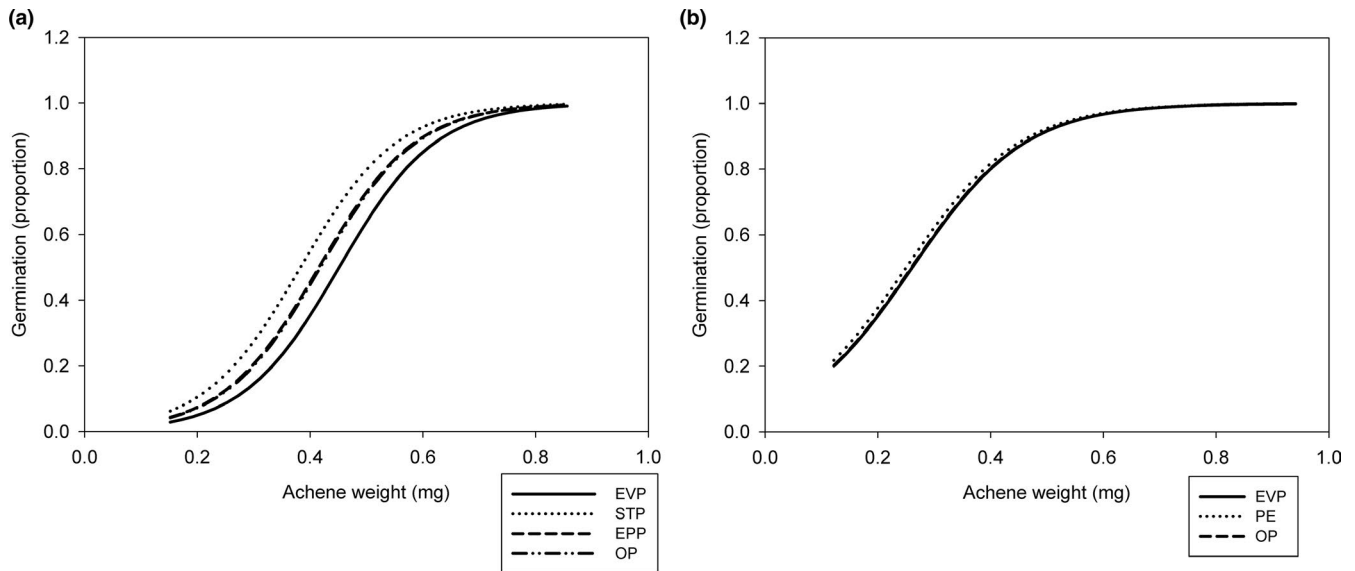 (a)
1.2
1.0
0.8
0.6
0.4
0.2
0.0
Germination (proportion)
0.0 0.2 0.4 0.6 0.8 1.0
Achene weight (mg)
EVP
STP
EPP
OP
(b)
1.2
1.0
0.8
0.6
0.4
0.2
0.0
Germination (proportion)
0.0 0.2 0.4 0.6 0.8 1.0
Achene weight (mg)
EVP
PE
OP